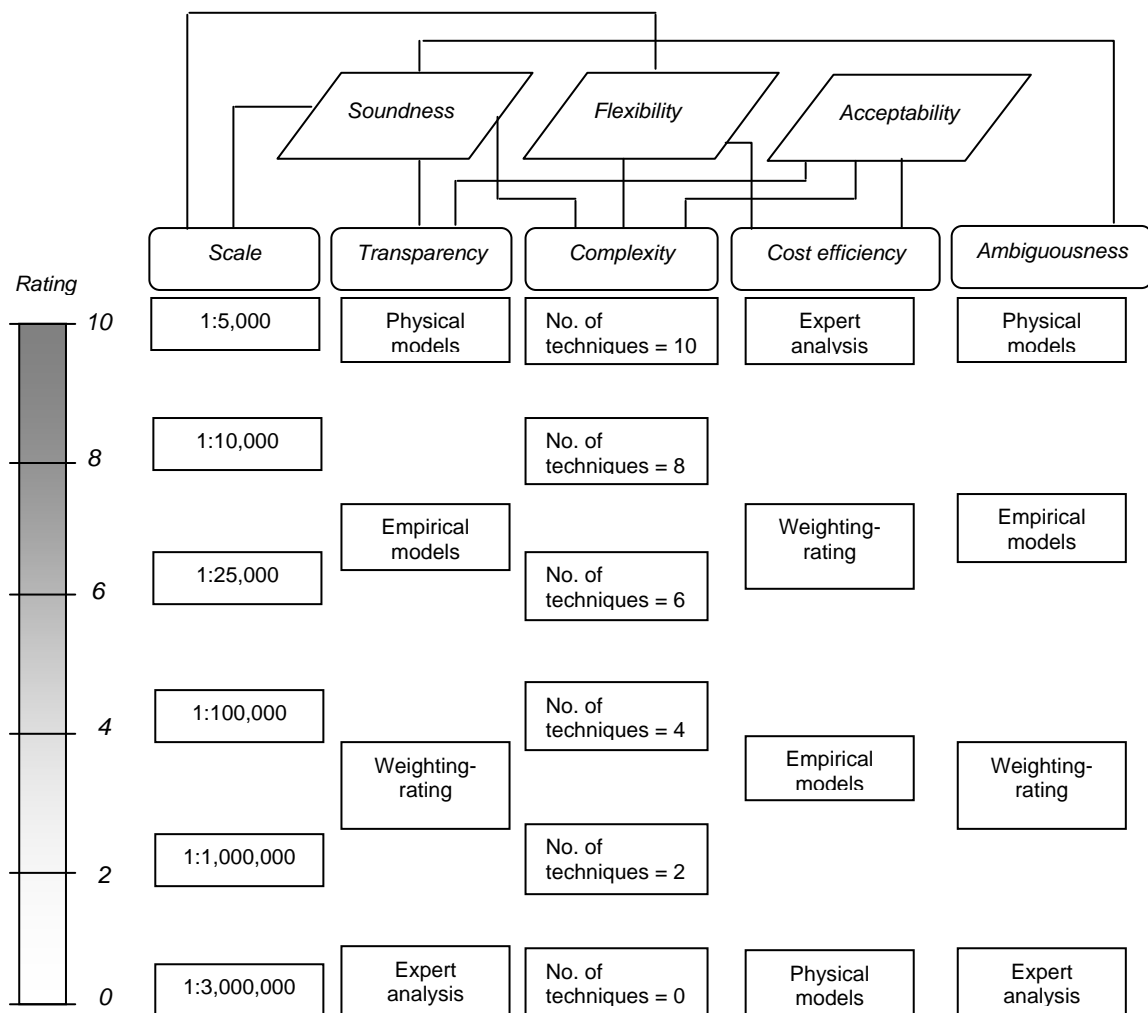 Soundness
Flexibility
Acceptability
Scale
Transparency
Complexity
Cost efficiency
Ambiguousness
Rating
10
1:5,000
Physical
models
No. of
techniques = 10
Expert
analysis
Physical
models
8
1:10,000
No. of
techniques = 8
Empirical
models
Weighting-
rating
Empirical
models
6
1:25,000
No. of
techniques = 6
4
1:100,000
No. of
techniques = 4
Weighting-
rating
Empirical
models
Weighting-
rating
2
1:1,000,000
No. of
techniques = 2
0
1:3,000,000
Expert
analysis
No. of
techniques = 0
Physical
models
Expert
analysis